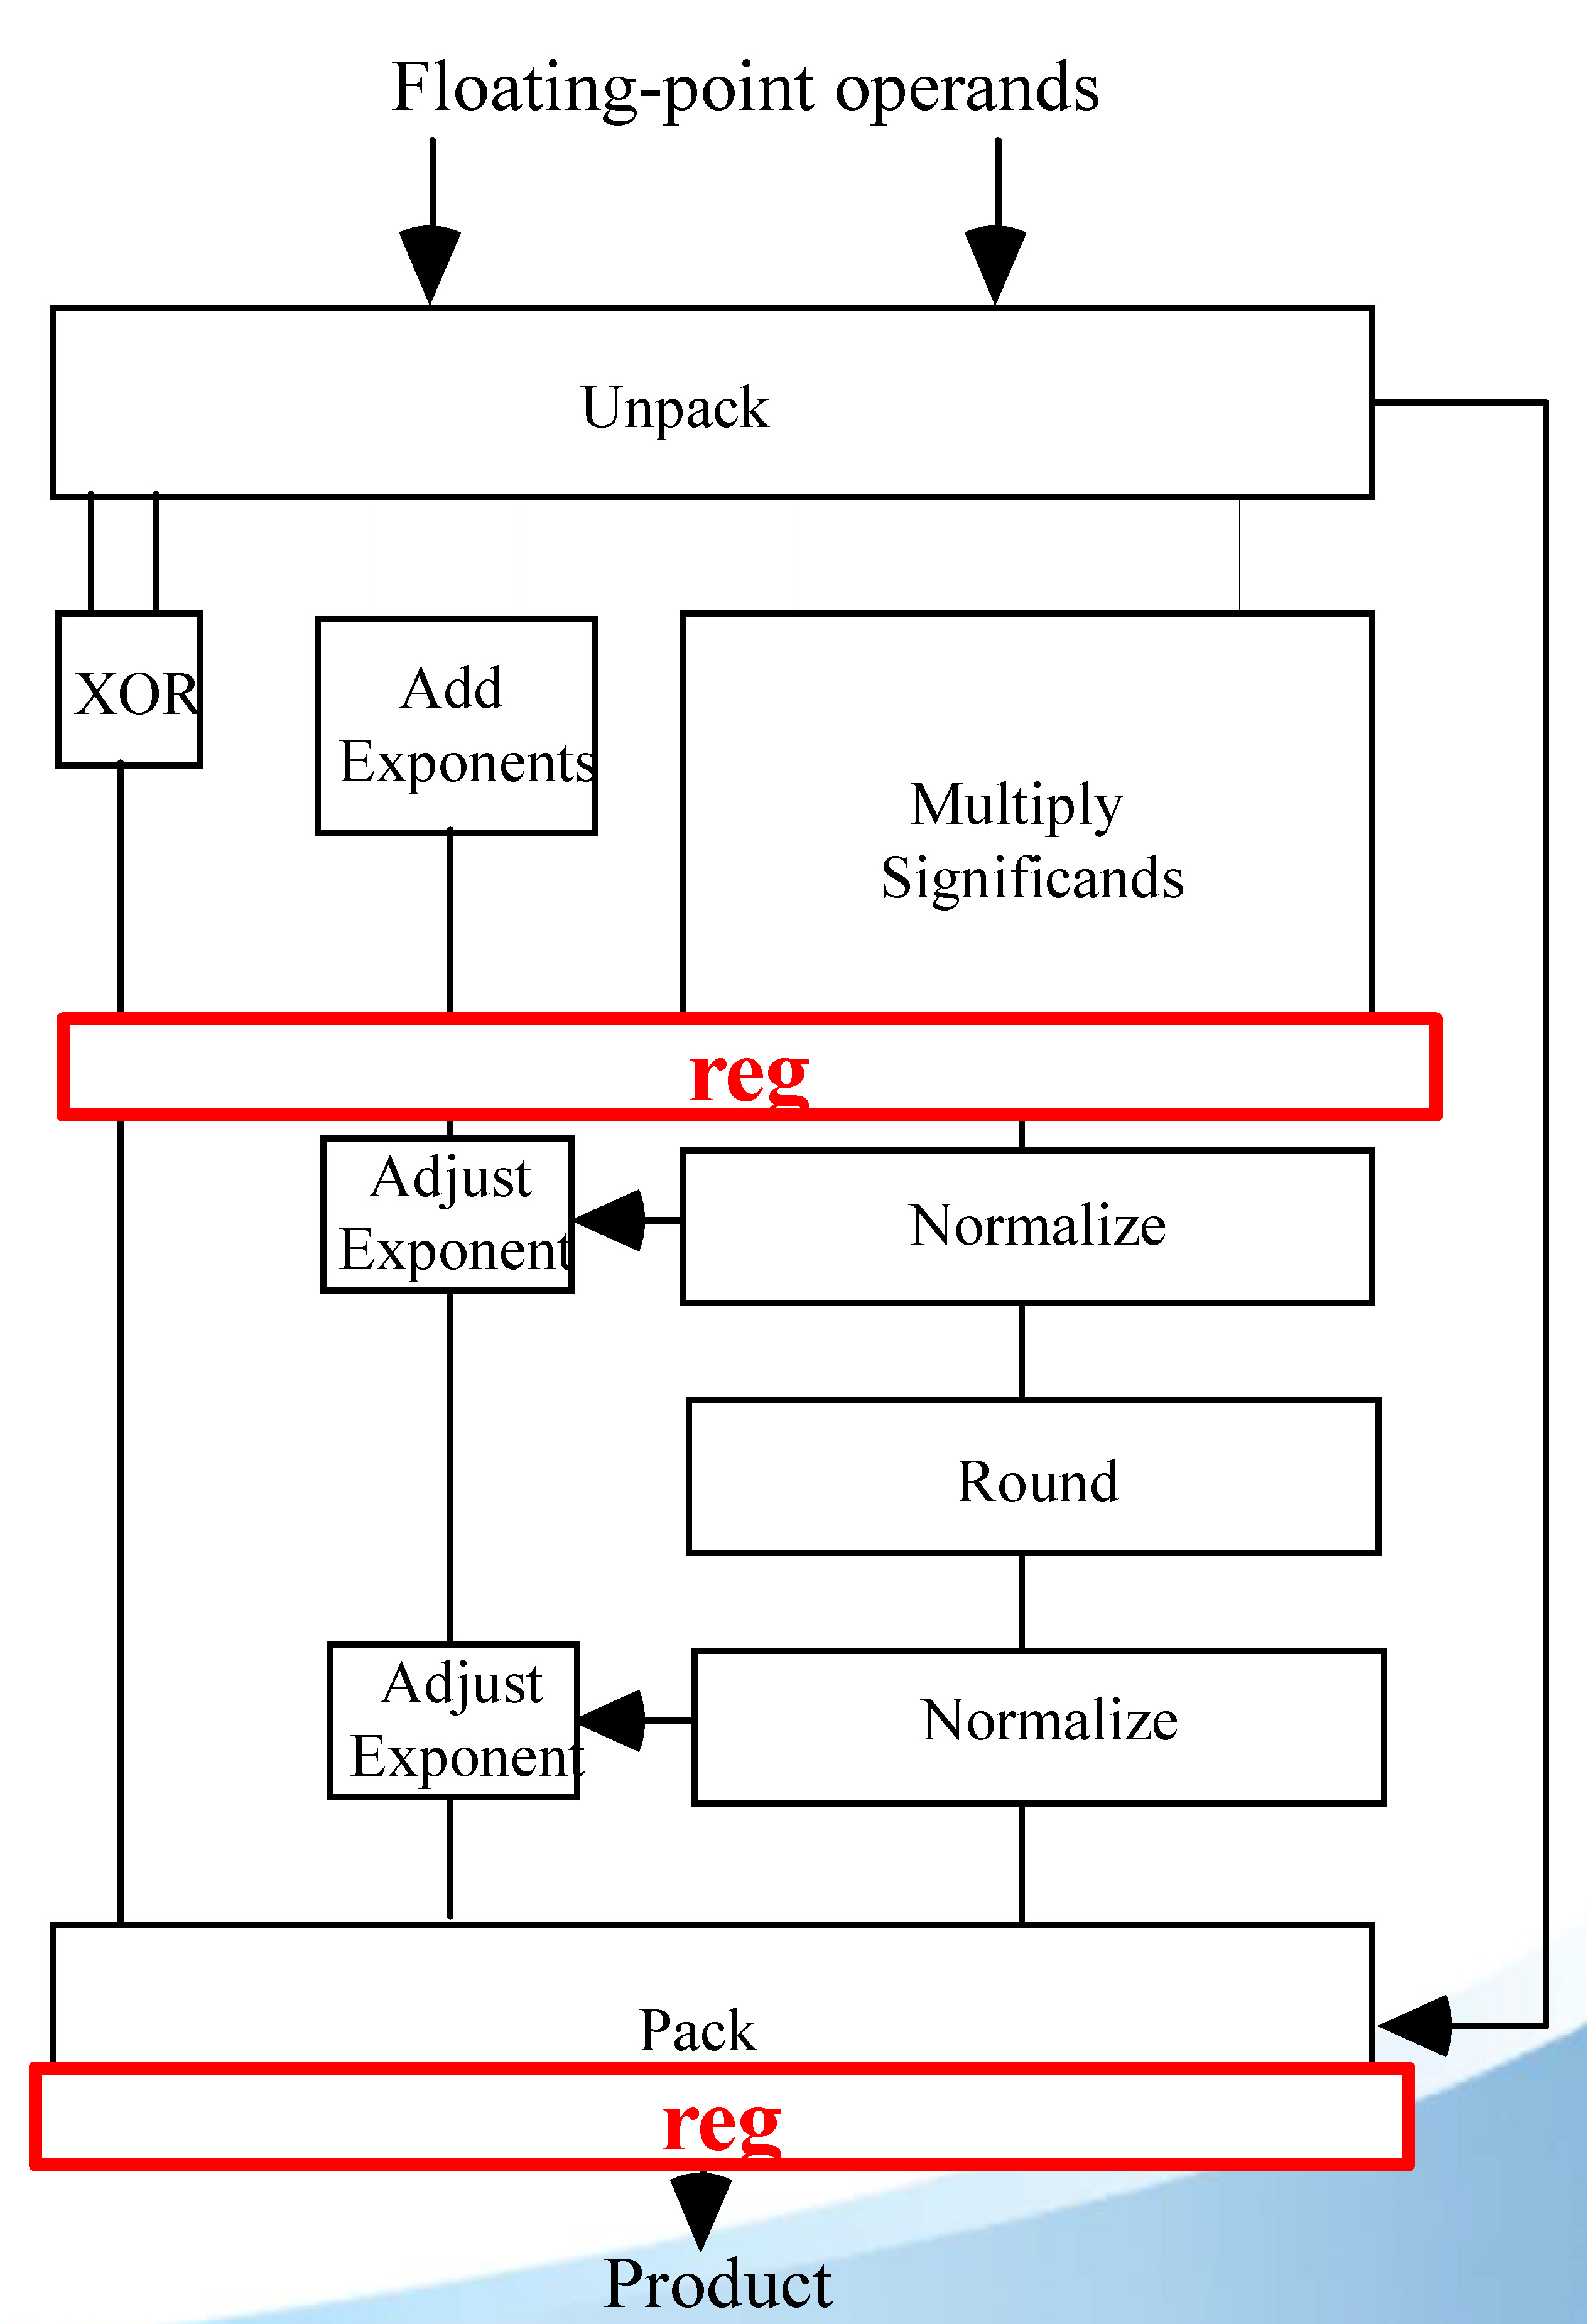 Floating-point operands
Unpack
XOR
Add
Exponents
Multiply
Significands
reg
Adjust
Exponent
Normalize
Round
Adjust
Exponent
Normalize
Pack
reg
Product